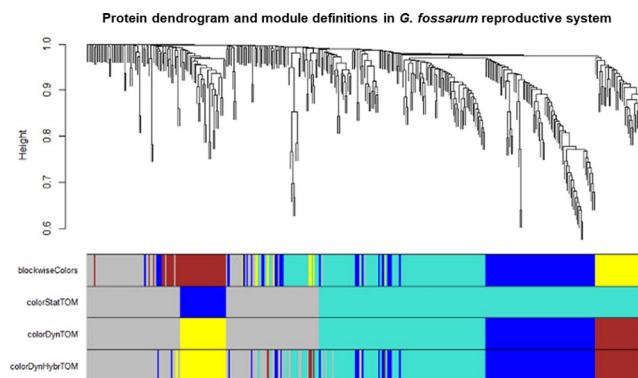 Protein dendrogram and module definitions in G. fossarum reproductive system
Height
1.0
0.9
0.8
0.7
0.6
blockwiseColors
colorStatTOM
colorDynTOM
colorDynHybrTOM